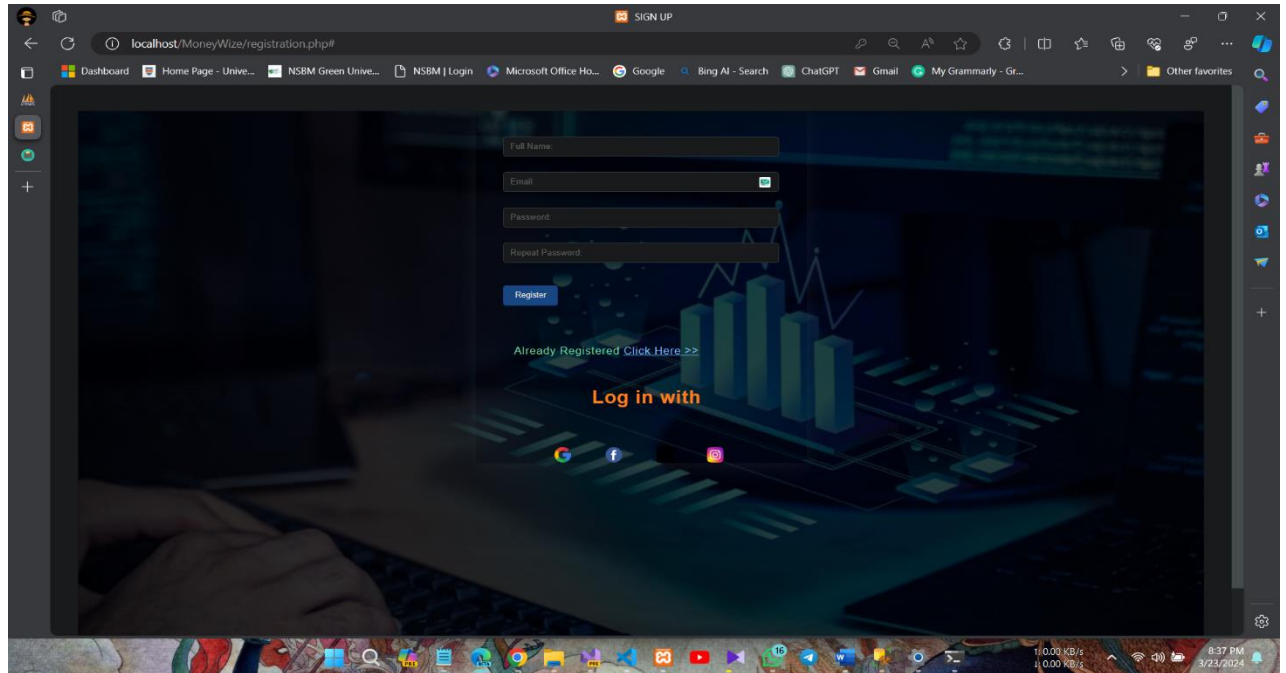 SIGN UP
localhost/MoneyWize/registration.php#
Dashboard Home Page - Unive... NSBM Green Unive... NSBM | Login Microsoft Office Ho... Google Bing AI - Search ChatGPT Gmail My Grammarly - Gr... Other favorites
Full Name:
Email
Password:
Repeat Password:
Register
Already Registered Click Here >>
Log in with
16
↑: 0.00 KB/s
↓: 0.00 KB/s
8:37 PM
3/23/2024